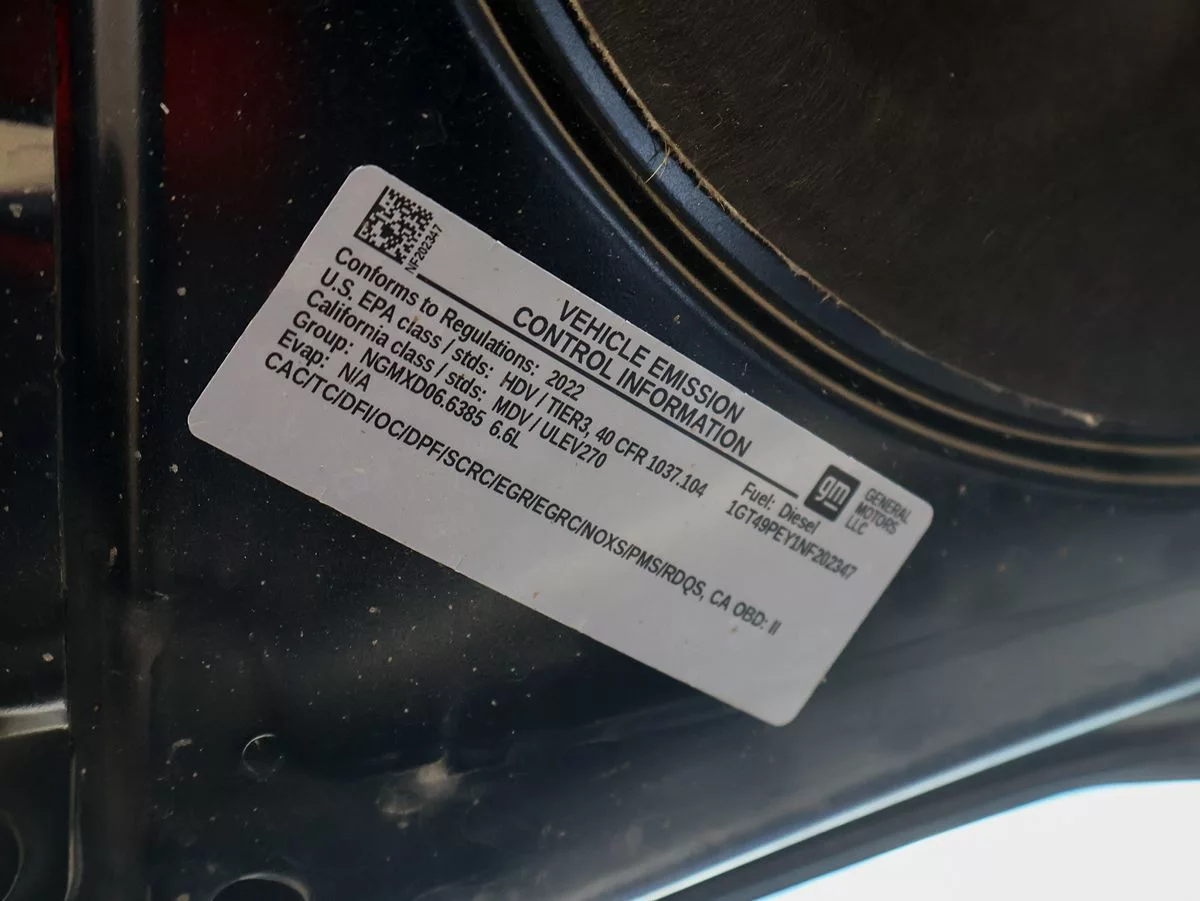 NF202347
VEHICLE EMISSION
CONTROL INFORMATION
gm
GENERAL
MOTORS
LLC
Conforms to Regulations: 2022
Fuel: Diesel
U.S. EPA class / stds: HDV / TIER3, 40 CFR 1037.104
1GT49PEY1NF202347
California class / stds: MDV / ULEV270
Group: NGMXD06.6385 6.6L
Evap: N/A
CAC/TC/DFI/OC/DPF/SCRC/EGR/EGRC/NOXS/PMS/RDQS, CA OBD: II